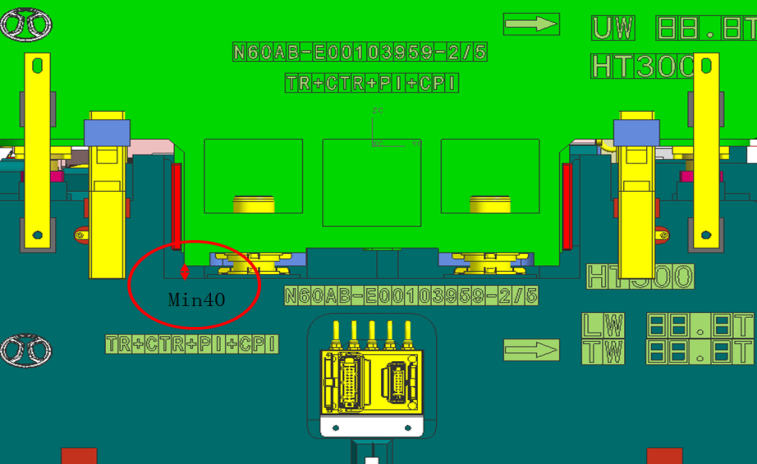 UW 88.8T
N60AB-E00103959-2/5
HT300
TR+CTR+PI+CPI
ZC
Min40
HT300
N60AB-E00103959-2/5
LW 88.8T
TR+CTR+PI+CPI
TW 88.8T